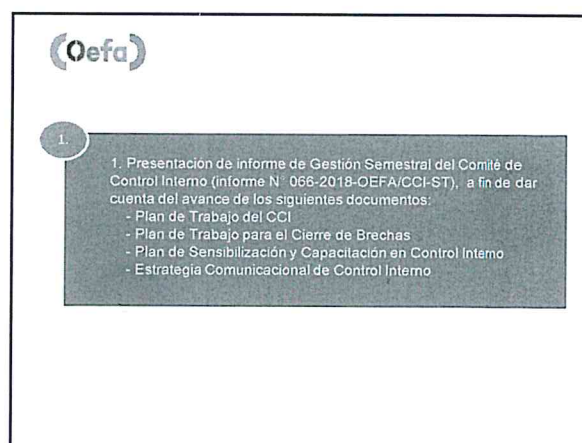 (Oefa)
1.
1. Presentación de informe de Gestión Semestral del Comité de
Control Interno (informe N° 066-2018-OEFA/CCI-ST), a fin de dar
cuenta del avance de los siguientes documentos:
- Plan de Trabajo del CCI
- Plan de Trabajo para el Cierre de Brechas
- Plan de Sensibilización y Capacitación en Control Interno
- Estrategia Comunicacional de Control Interno